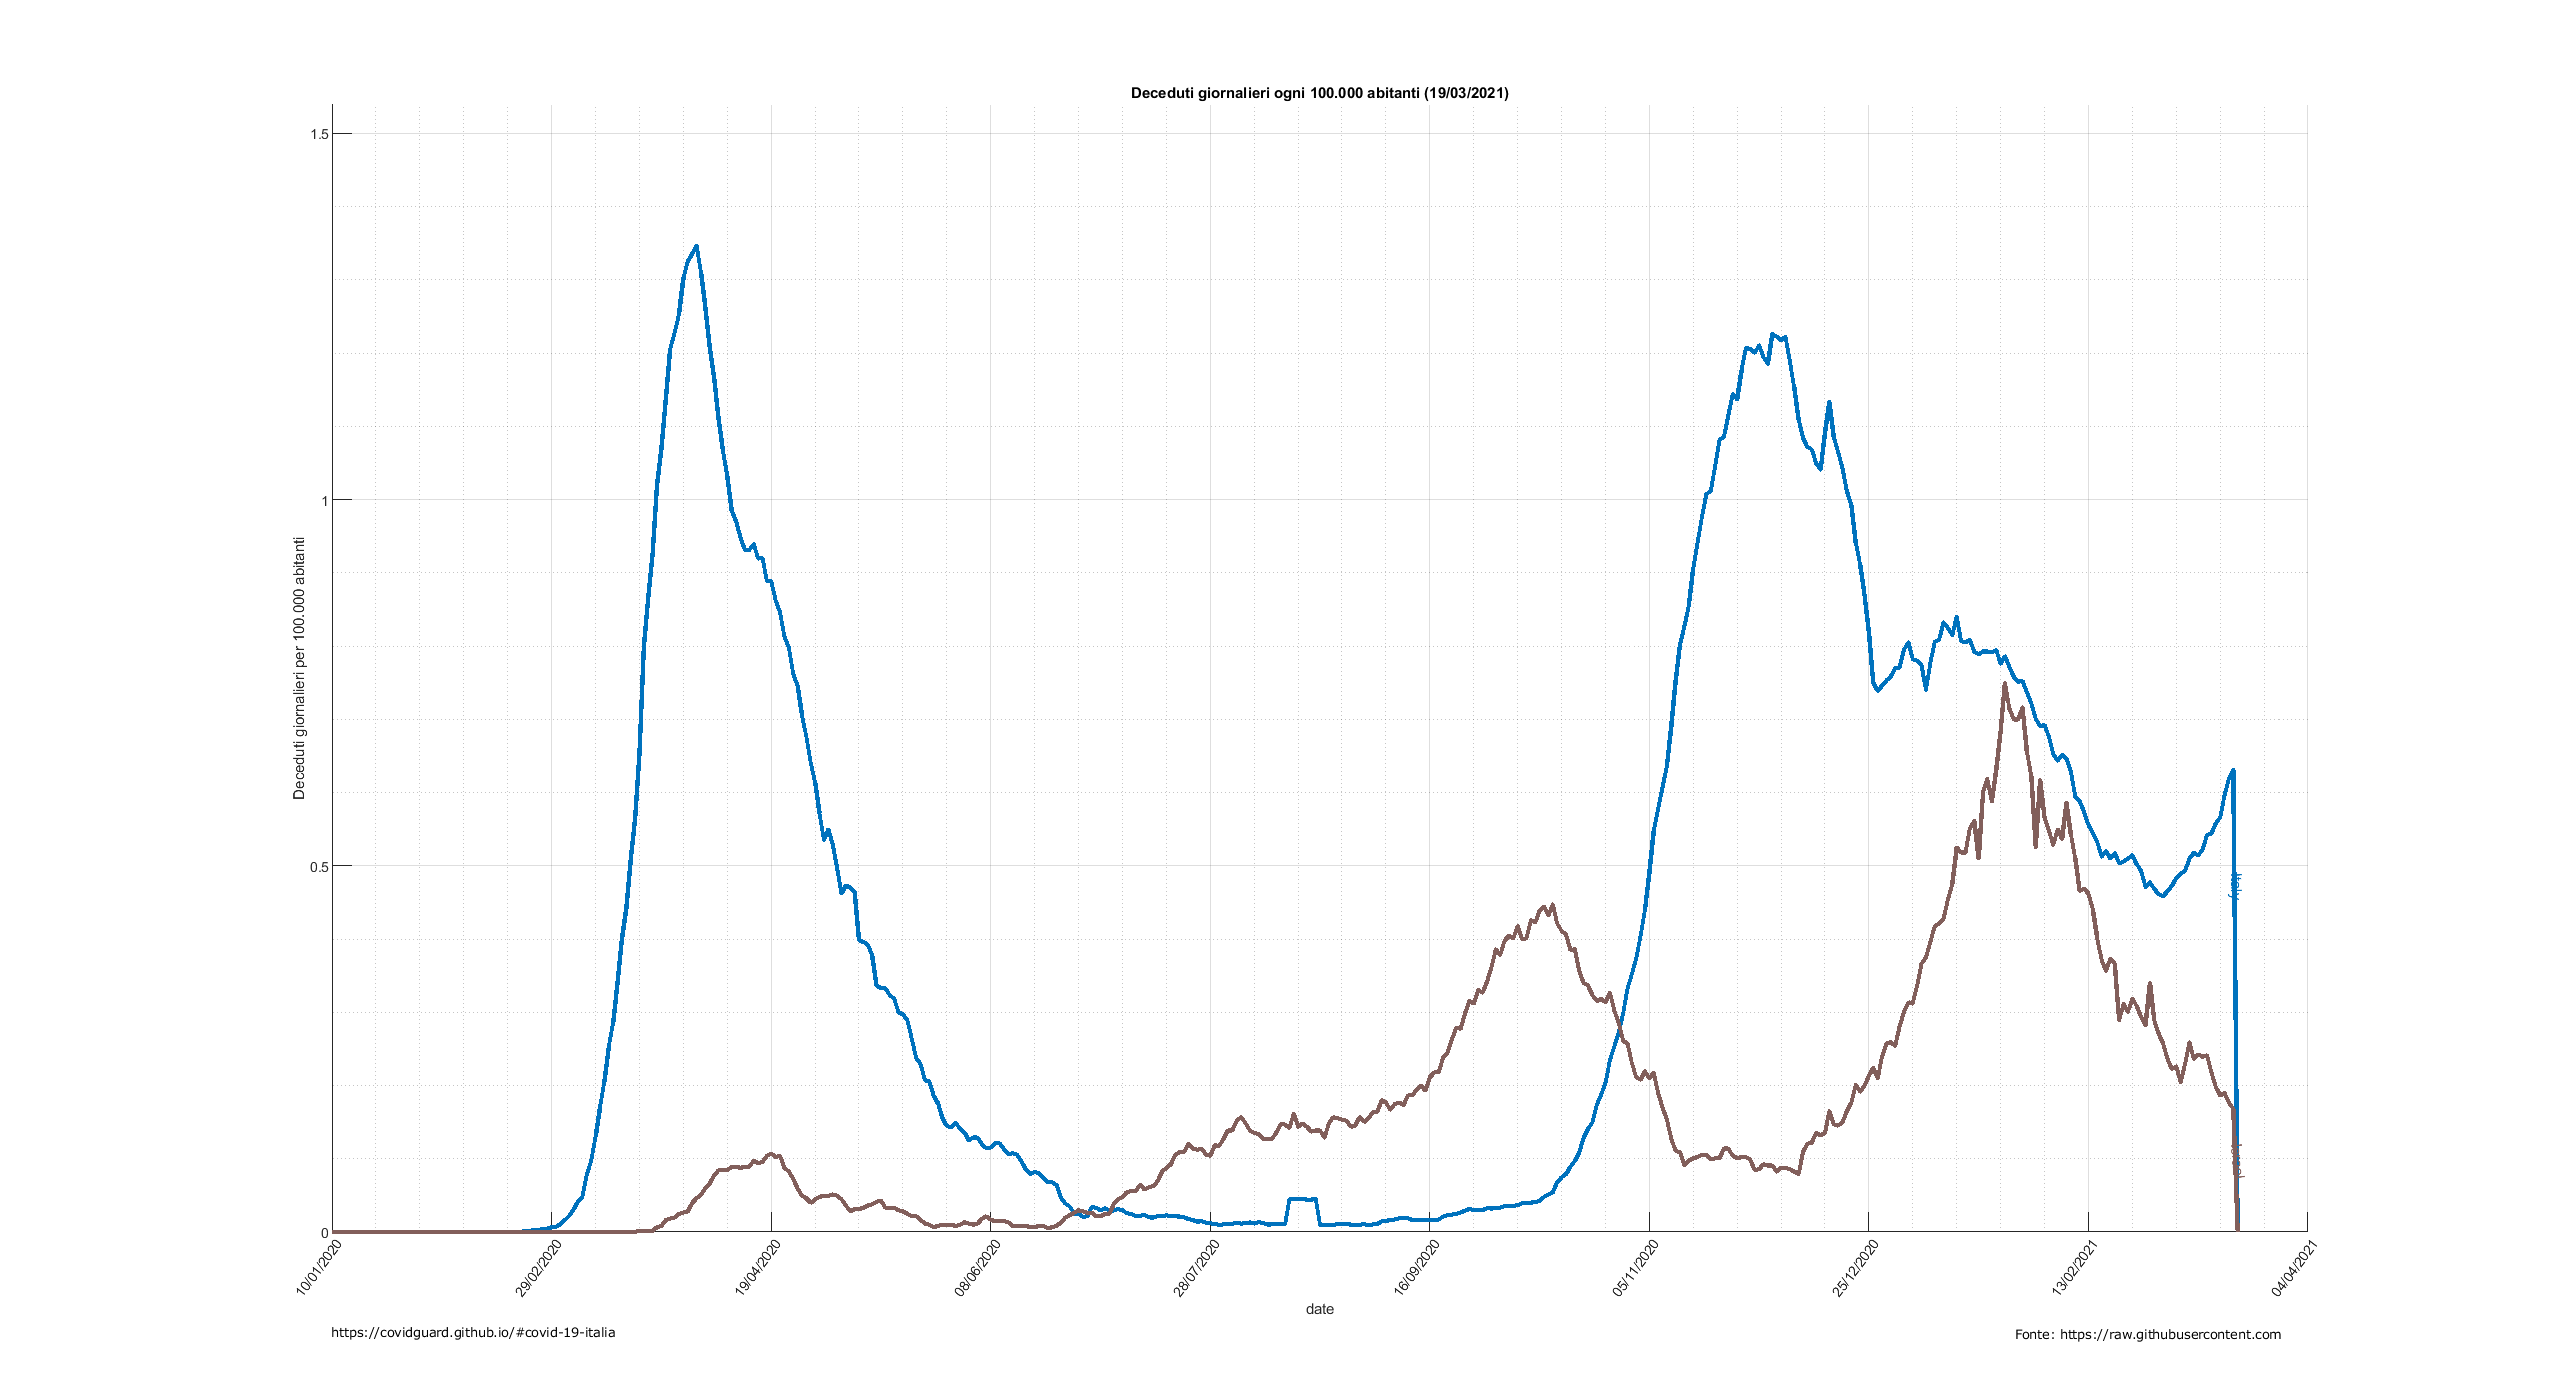 Deceduti giornalieri ogni 100.000 abitanti (19/03/2021)
Deceduti giornalieri per 100.000 abitanti
1.5
1
0.5
0
10/01/2020
29/02/2020
19/04/2020
08/06/2020
28/07/2020
16/09/2020
05/11/2020
25/12/2020
13/02/2021
04/04/2021
date
Italy
https://covidguard.github.io/#covid-19-italia
Fonte: https://raw.githubusercontent.com